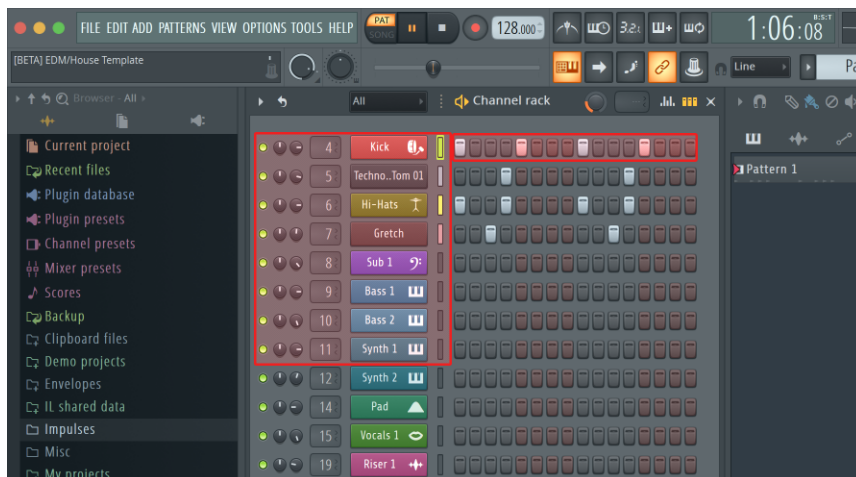 FILE EDIT ADD PATTERNS VIEW OPTIONS TOOLS HELP
PAT
SONG
128.000
3.2.1
B:S:T
1:06:08
[BETA] EDM/House Template
Line
Pa
Browser - All
All
Channel rack
Current project
Recent files
Plugin database
Plugin presets
Channel presets
Mixer presets
Scores
Backup
Clipboard files
Demo projects
Envelopes
IL shared data
Impulses
Misc
My projects
4 Kick
5 Techno..Tom 01
6 Hi-Hats
7 Gretch
8 Sub 1
9 Bass 1
10 Bass 2
11 Synth 1
12 Synth 2
14 Pad
15 Vocals 1
19 Riser 1
Pattern 1